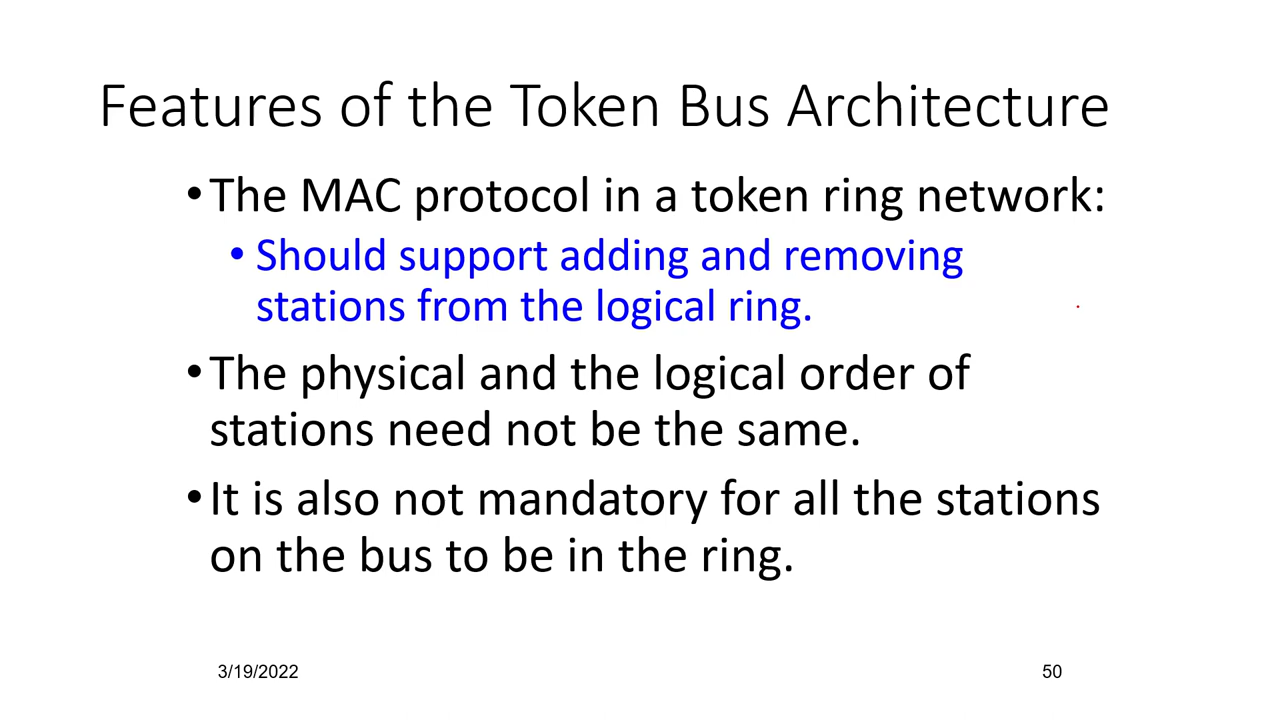 Features of the Token Bus Architecture
•The MAC protocol in a token ring network:
• Should support adding and removing
stations from the logical ring.
•The physical and the logical order of
stations need not be the same.
•It is also not mandatory for all the stations
on the bus to be in the ring.
3/19/2022
50